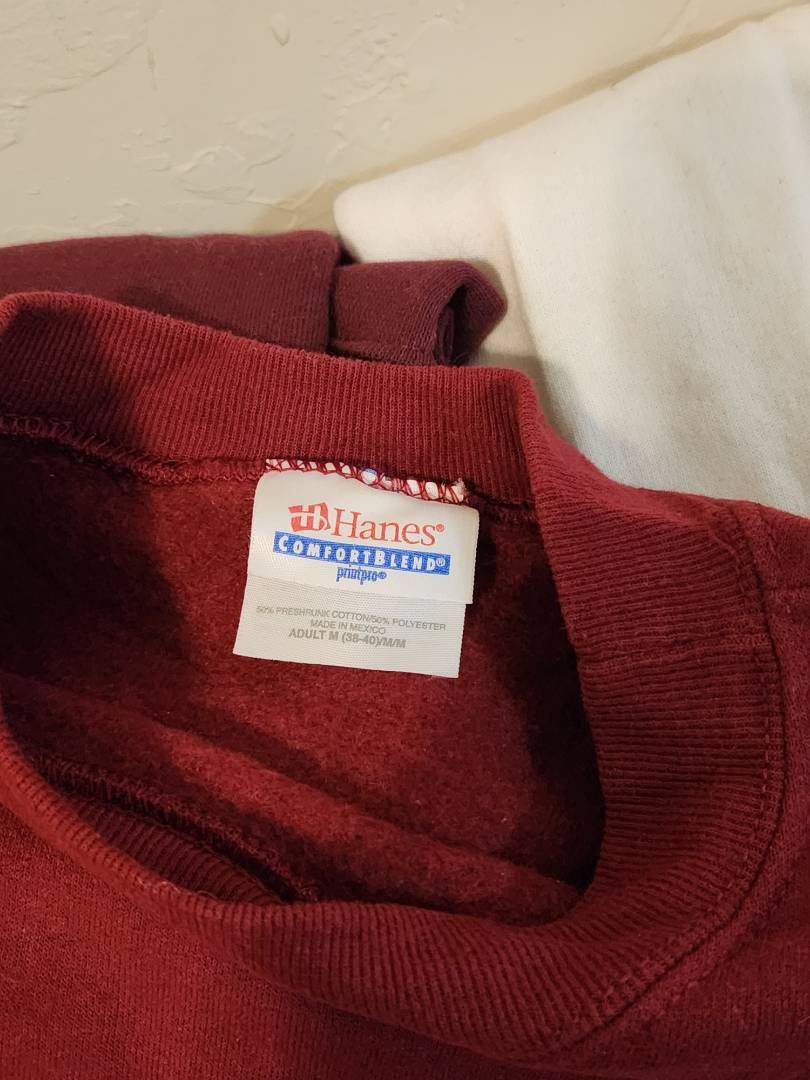 Hanes®
COMFORTBLEND®
printpro®
50% PRESHRUNK COTTON/50% POLYESTER
MADE IN MEXICO
ADULT M (38-40)/M/M